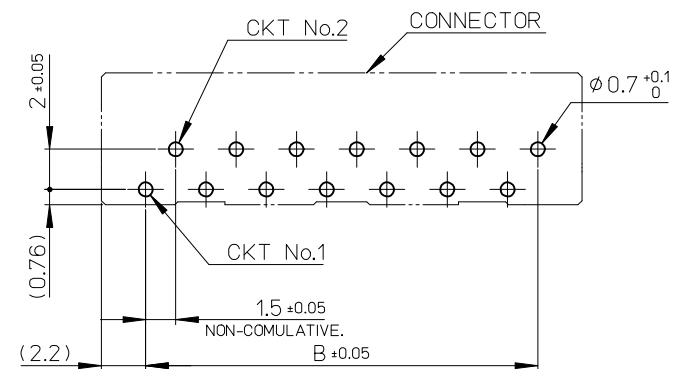 CKT No.2
CONNECTOR
2 ±0.05
Ø0.7 +0.1 0
(0.76)
CKT No.1
1.5 ±0.05
NON-COMULATIVE.
(2.2)
B ±0.05